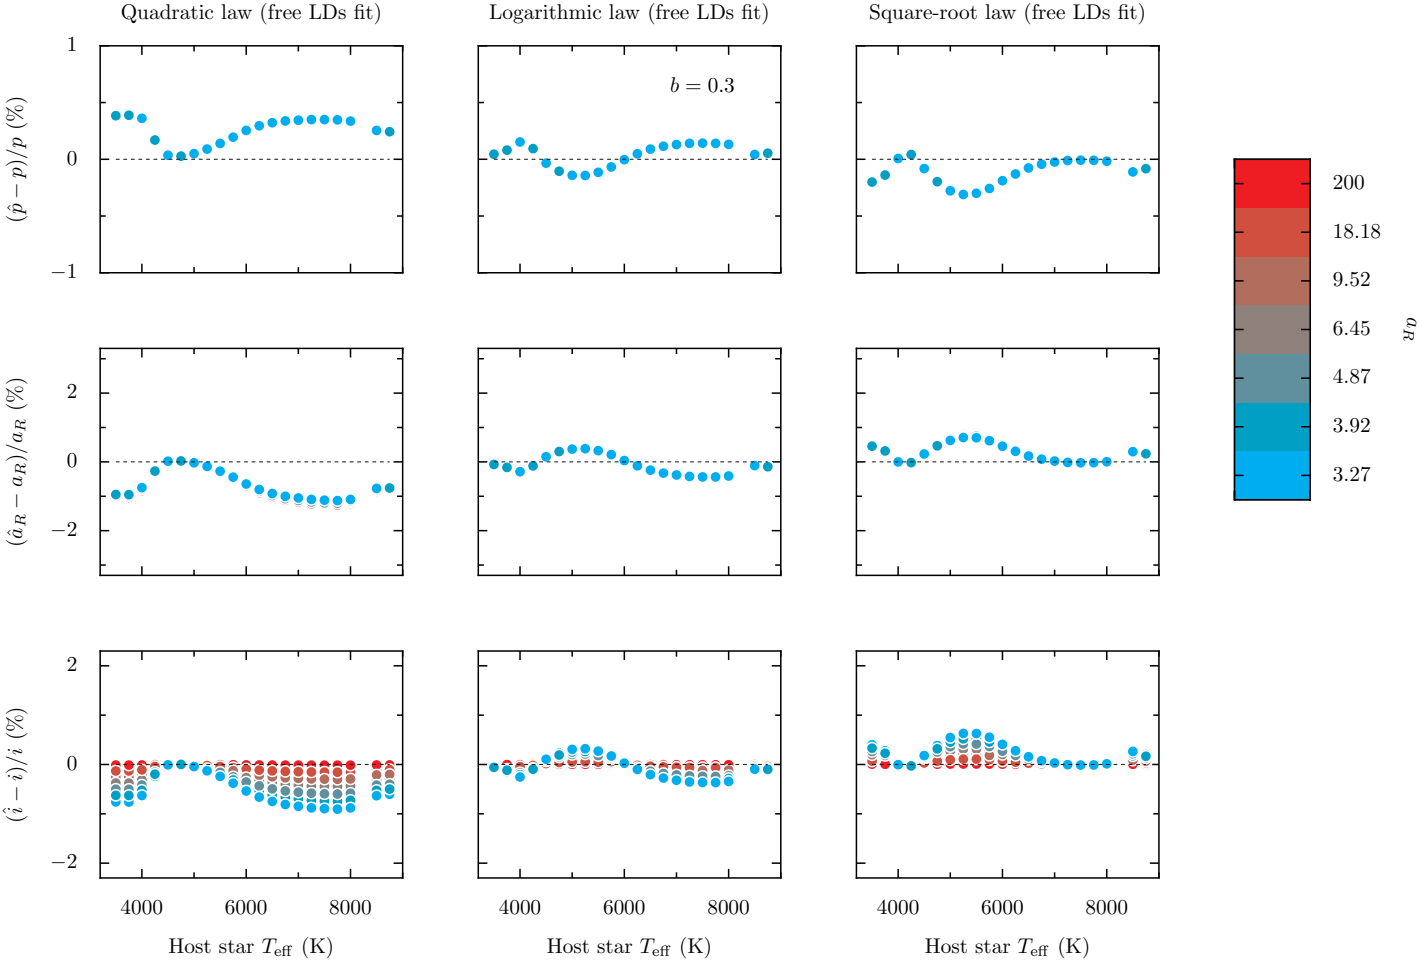 Quadratic law (free LDs fit) Logarithmic law (free LDs fit) Square-root law (free LDs fit)
(p̂ − p)/p (%)
1
0
−1
b = 0.3
(â_R − a_R)/a_R (%)
2
0
−2
(î − i)/i (%)
2
0
−2
4000 6000 8000 4000 6000 8000 4000 6000 8000
Host star T_eff (K) Host star T_eff (K) Host star T_eff (K)
200
18.18
9.52
6.45
4.87
3.92
3.27
a_R